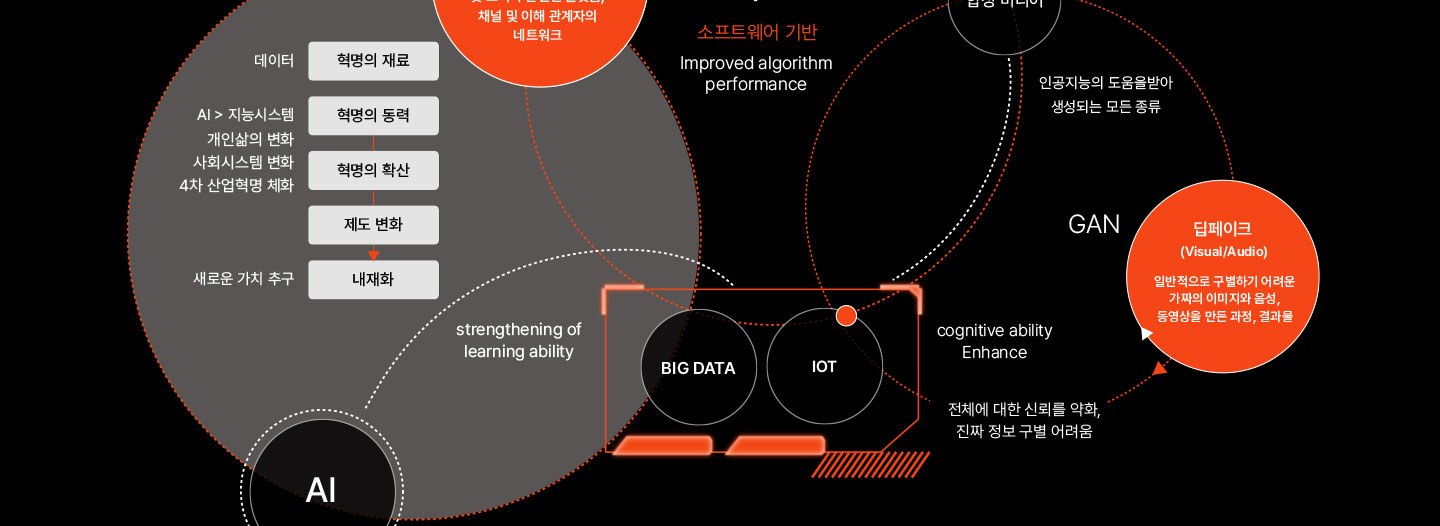 채널 및 이해 관계자의
네트워크
소프트웨어 기반
Improved algorithm
performance
데이터
혁명의 재료
AI > 지능시스템
혁명의 동력
개인삶의 변화
사회시스템 변화
4차 산업혁명 체화
혁명의 확산
제도 변화
새로운 가치 추구
내재화
인공지능의 도움을받아
생성되는 모든 종류
GAN
딥페이크
(Visual/Audio)
일반적으로 구별하기 어려운
가짜의 이미지와 음성,
동영상을 만든 과정, 결과물
strengthening of
learning ability
BIG DATA
IOT
cognitive ability
Enhance
전체에 대한 신뢰를 약화,
진짜 정보 구별 어려움
AI